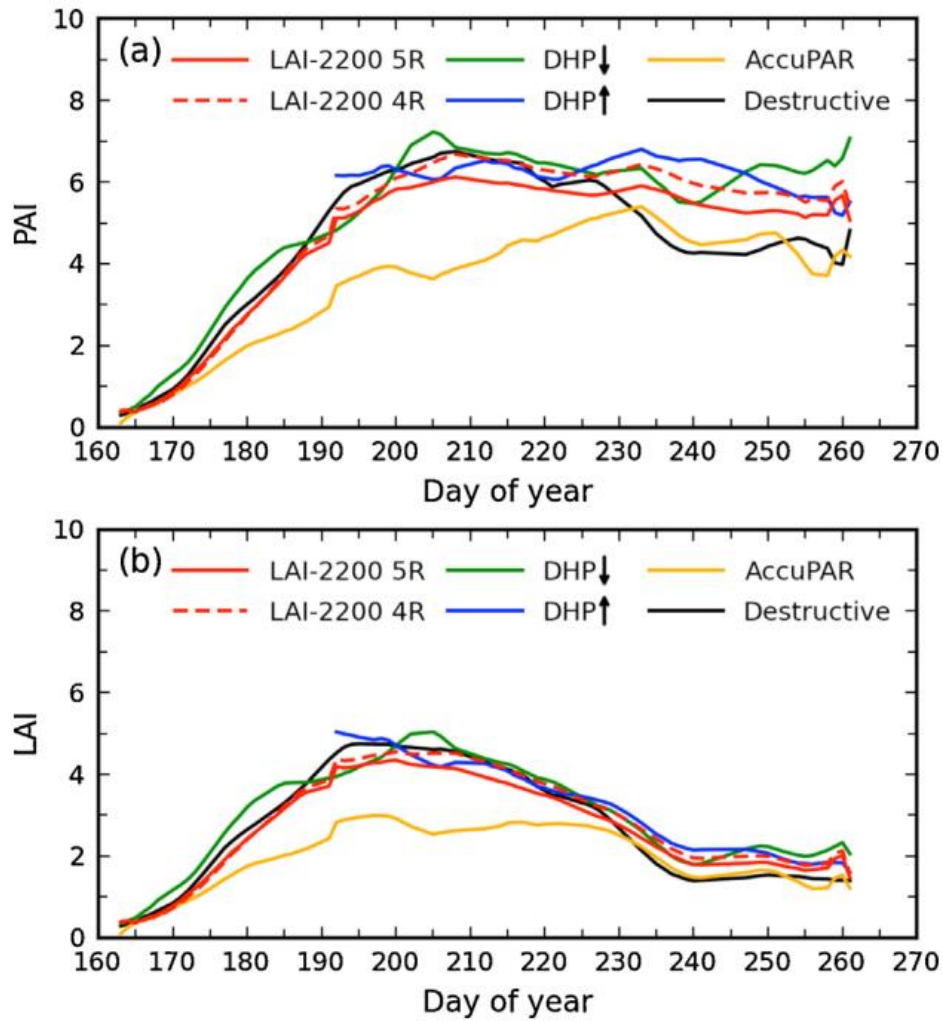 (a)
LAI-2200 5R DHP↓ AccuPAR
LAI-2200 4R DHP↑ Destructive
PAI
10
8
6
4
2
0
160 170 180 190 200 210 220 230 240 250 260 270
Day of year
(b)
LAI-2200 5R DHP↓ AccuPAR
LAI-2200 4R DHP↑ Destructive
LAI
10
8
6
4
2
0
160 170 180 190 200 210 220 230 240 250 260 270
Day of year